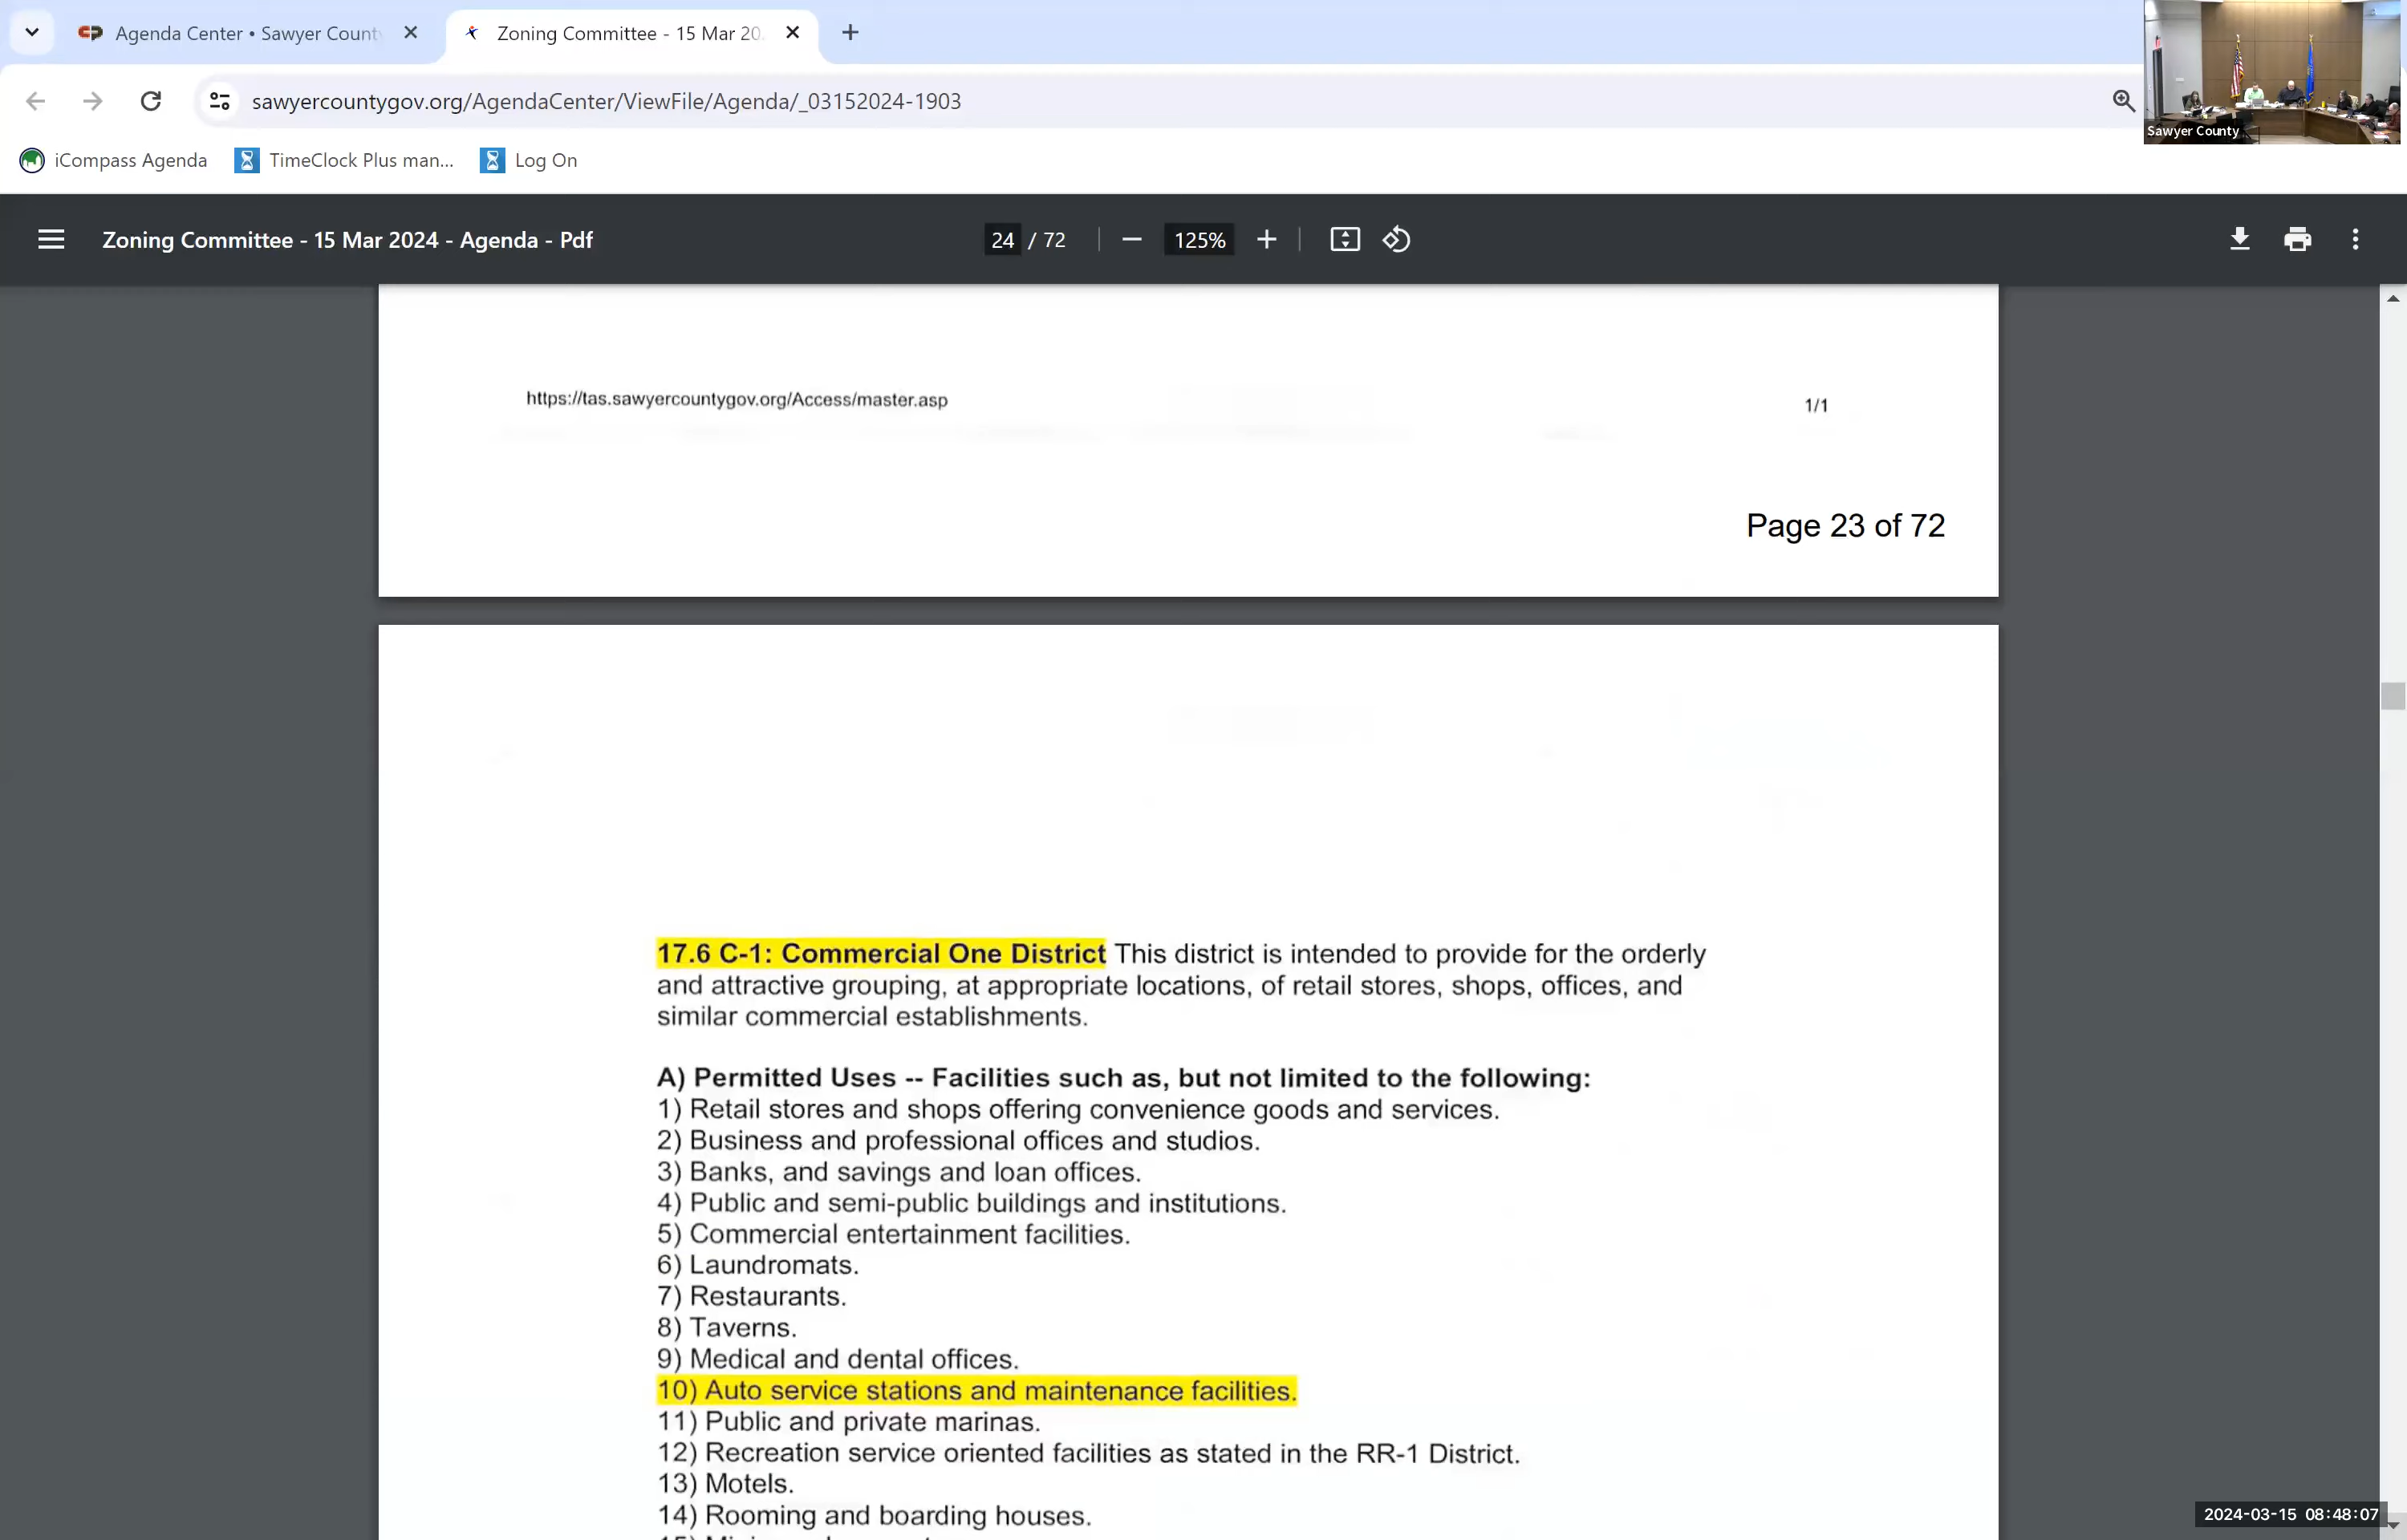 Agenda Center • Sawyer Count
Zoning Committee - 15 Mar 20
sawyercountygov.org/AgendaCenter/ViewFile/Agenda/_03152024-1903
iCompass Agenda
TimeClock Plus man...
Log On
Sawyer County
Zoning Committee - 15 Mar 2024 - Agenda - Pdf
24 / 72
125%
https://tas.sawyercountygov.org/Access/master.asp
1/1
Page 23 of 72
17.6 C-1: Commercial One District This district is intended to provide for the orderly
and attractive grouping, at appropriate locations, of retail stores, shops, offices, and
similar commercial establishments.
A) Permitted Uses -- Facilities such as, but not limited to the following:
1) Retail stores and shops offering convenience goods and services.
2) Business and professional offices and studios.
3) Banks, and savings and loan offices.
4) Public and semi-public buildings and institutions.
5) Commercial entertainment facilities.
6) Laundromats.
7) Restaurants.
8) Taverns.
9) Medical and dental offices.
10) Auto service stations and maintenance facilities.
11) Public and private marinas.
12) Recreation service oriented facilities as stated in the RR-1 District.
13) Motels.
14) Rooming and boarding houses.
2024-03-15 08:48:07